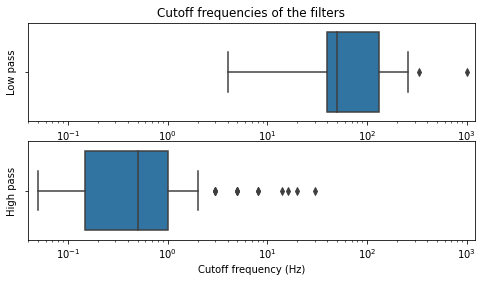 Cutoff frequencies of the filters
Low pass
10⁻¹ 10⁰ 10¹ 10² 10³
High pass
10⁻¹ 10⁰ 10¹ 10² 10³
Cutoff frequency (Hz)